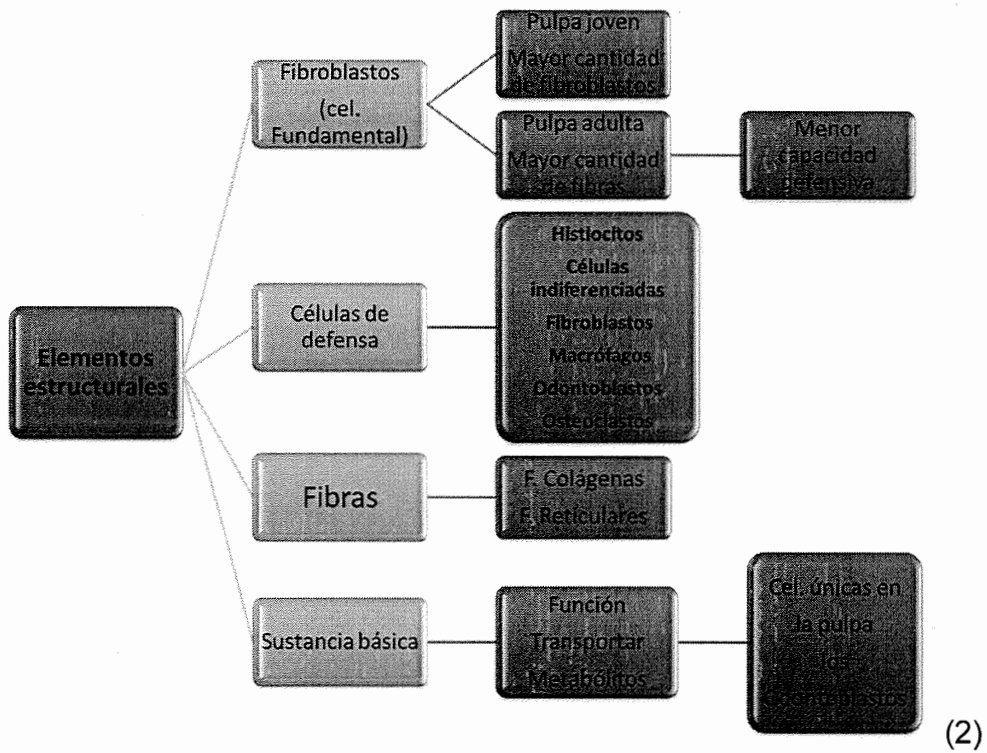 Elementos
estructurales
Fibroblastos
(cel.
Fundamental)
Pulpa joven
Mayor cantidad
de fibroblastos
Pulpa adulta
Mayor cantidad
de fibras
Menor
capacidad
defensiva
Células de
defensa
Histiocitos
Células
indiferenciadas
Fibroblastos
Macrófagos
Odontoblastos
Osteoclastos
Fibras
F. Colágenas
F. Reticulares
Sustancia básica
Función
Transportar
Metabolitos
Cel. únicas en
la pulpa
los
odontoblastos
(2)